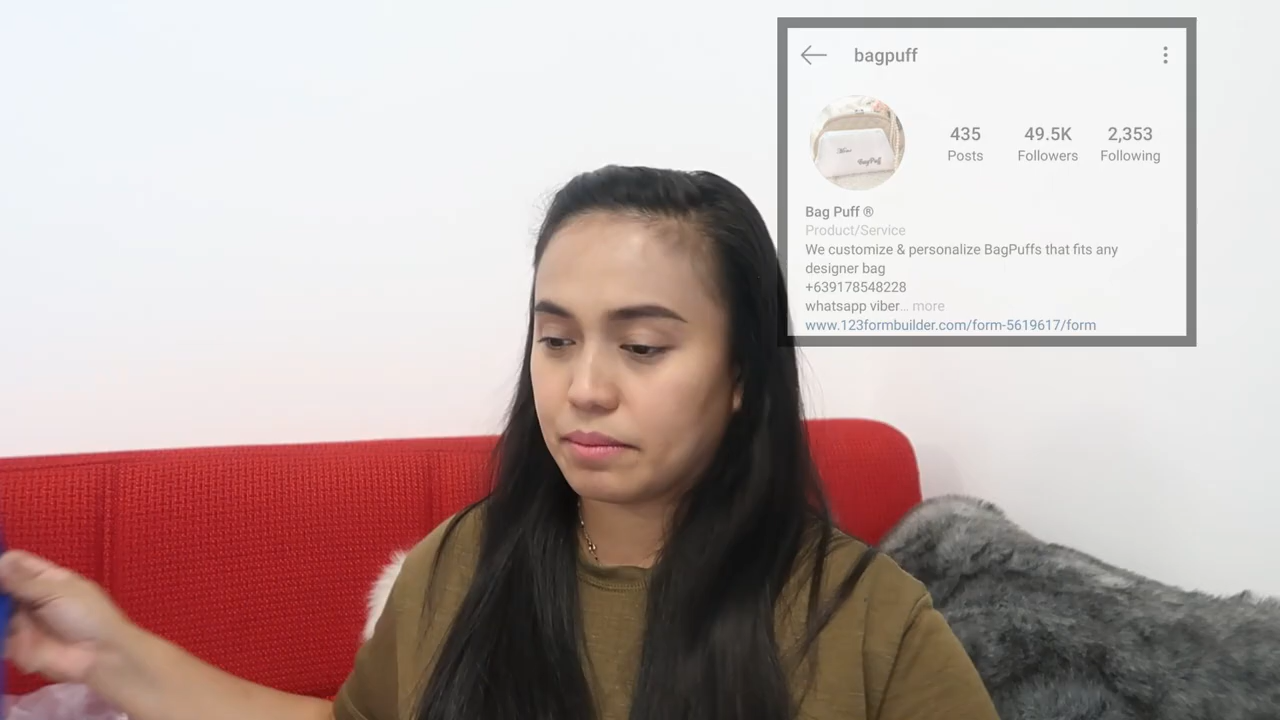 bagpuff
435
49.5K
2,353
Posts
Followers
Following
Bag Puff ®
Product/Service
We customize & personalize BagPuffs that fits any
designer bag
+639178548228
whatsapp viber... more
www.123formbuilder.com/form-5619617/form
BagPuff